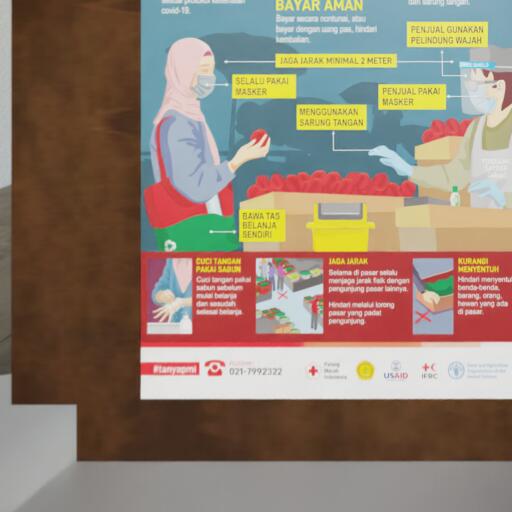 covid-19.
BAYAR AMAN
Bayar secara nontunai, atau
bayar dengan uang pas, hindari
kembalian.
dan sarung tangan.
PENJUAL GUNAKAN
PELINDUNG WAJAH
JAGA JARAK MINIMAL 2 METER
SELALU PAKAI
MASKER
PENJUAL PAKAI
MASKER
MENGGUNAKAN
SARUNG TANGAN
BAWA TAS
BELANJA
SENDIRI
CUCI TANGAN
PAKAI SABUN
Cuci tangan pakai
sabun sebelum
mulai belanja
dan sesudah
selesai belanja.
JAGA JARAK
Selama di pasar selalu
menjaga jarak fisik dengan
pengunjung pasar lainnya.
Hindari melalui lorong
pasar yang padat
pengunjung.
KURANGI
MENYENTUH
Hindari menyentuh
benda-benda,
barang, orang,
hewan yang ada
di pasar.
#tanyapmi
021-7992322
Palang
Merah
Indonesia
USAID
IFRC